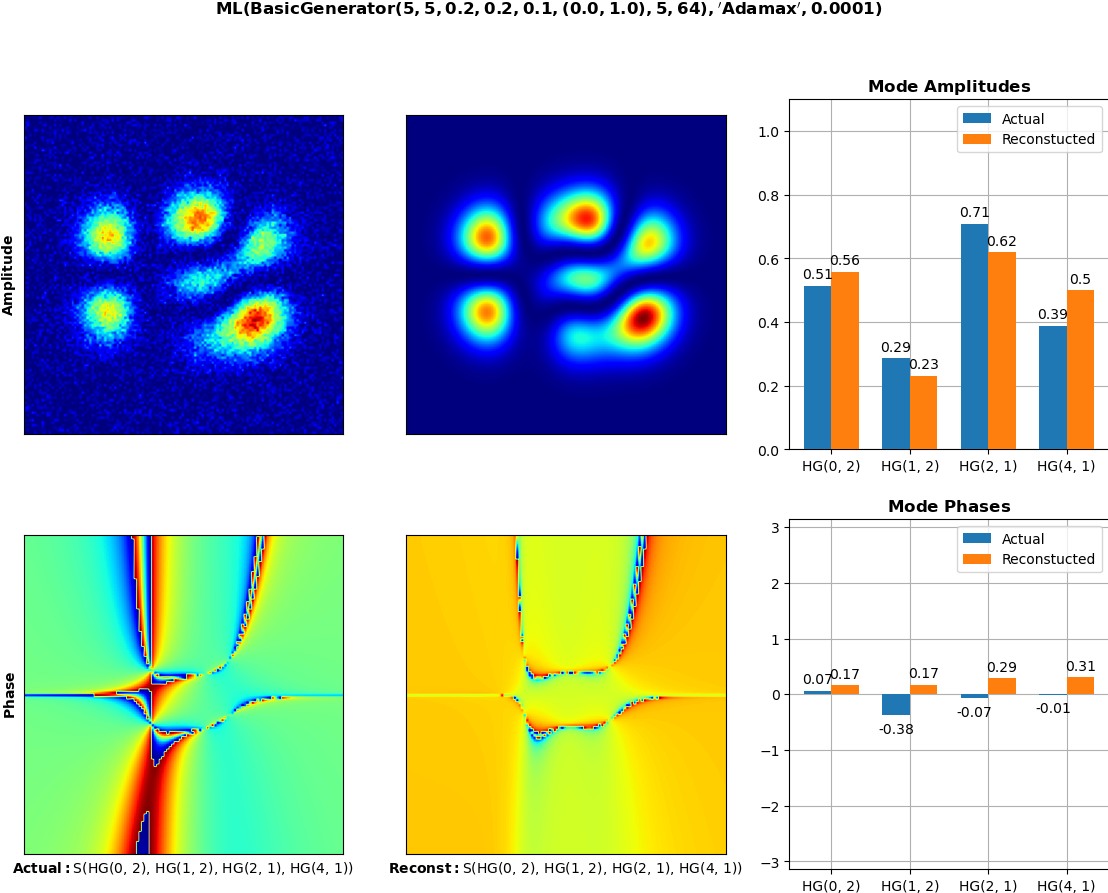 ML(BasicGenerator(5, 5, 0.2, 0.2, 0.1, (0.0, 1.0), 5, 64), 'Adamax', 0.0001)
Amplitude
Mode Amplitudes
Actual
Reconstucted
1.0
0.8
0.6
0.4
0.2
0.0
0.51
0.56
0.29
0.23
0.71
0.62
0.39
0.5
HG(0, 2) HG(1, 2) HG(2, 1) HG(4, 1)
Phase
Actual: S(HG(0, 2), HG(1, 2), HG(2, 1), HG(4, 1))
Reconst: S(HG(0, 2), HG(1, 2), HG(2, 1), HG(4, 1))
Mode Phases
Actual
Reconstucted
3
2
1
0
−1
−2
−3
0.07
0.17
-0.38
0.17
-0.07
0.29
-0.01
0.31
HG(0, 2) HG(1, 2) HG(2, 1) HG(4, 1)